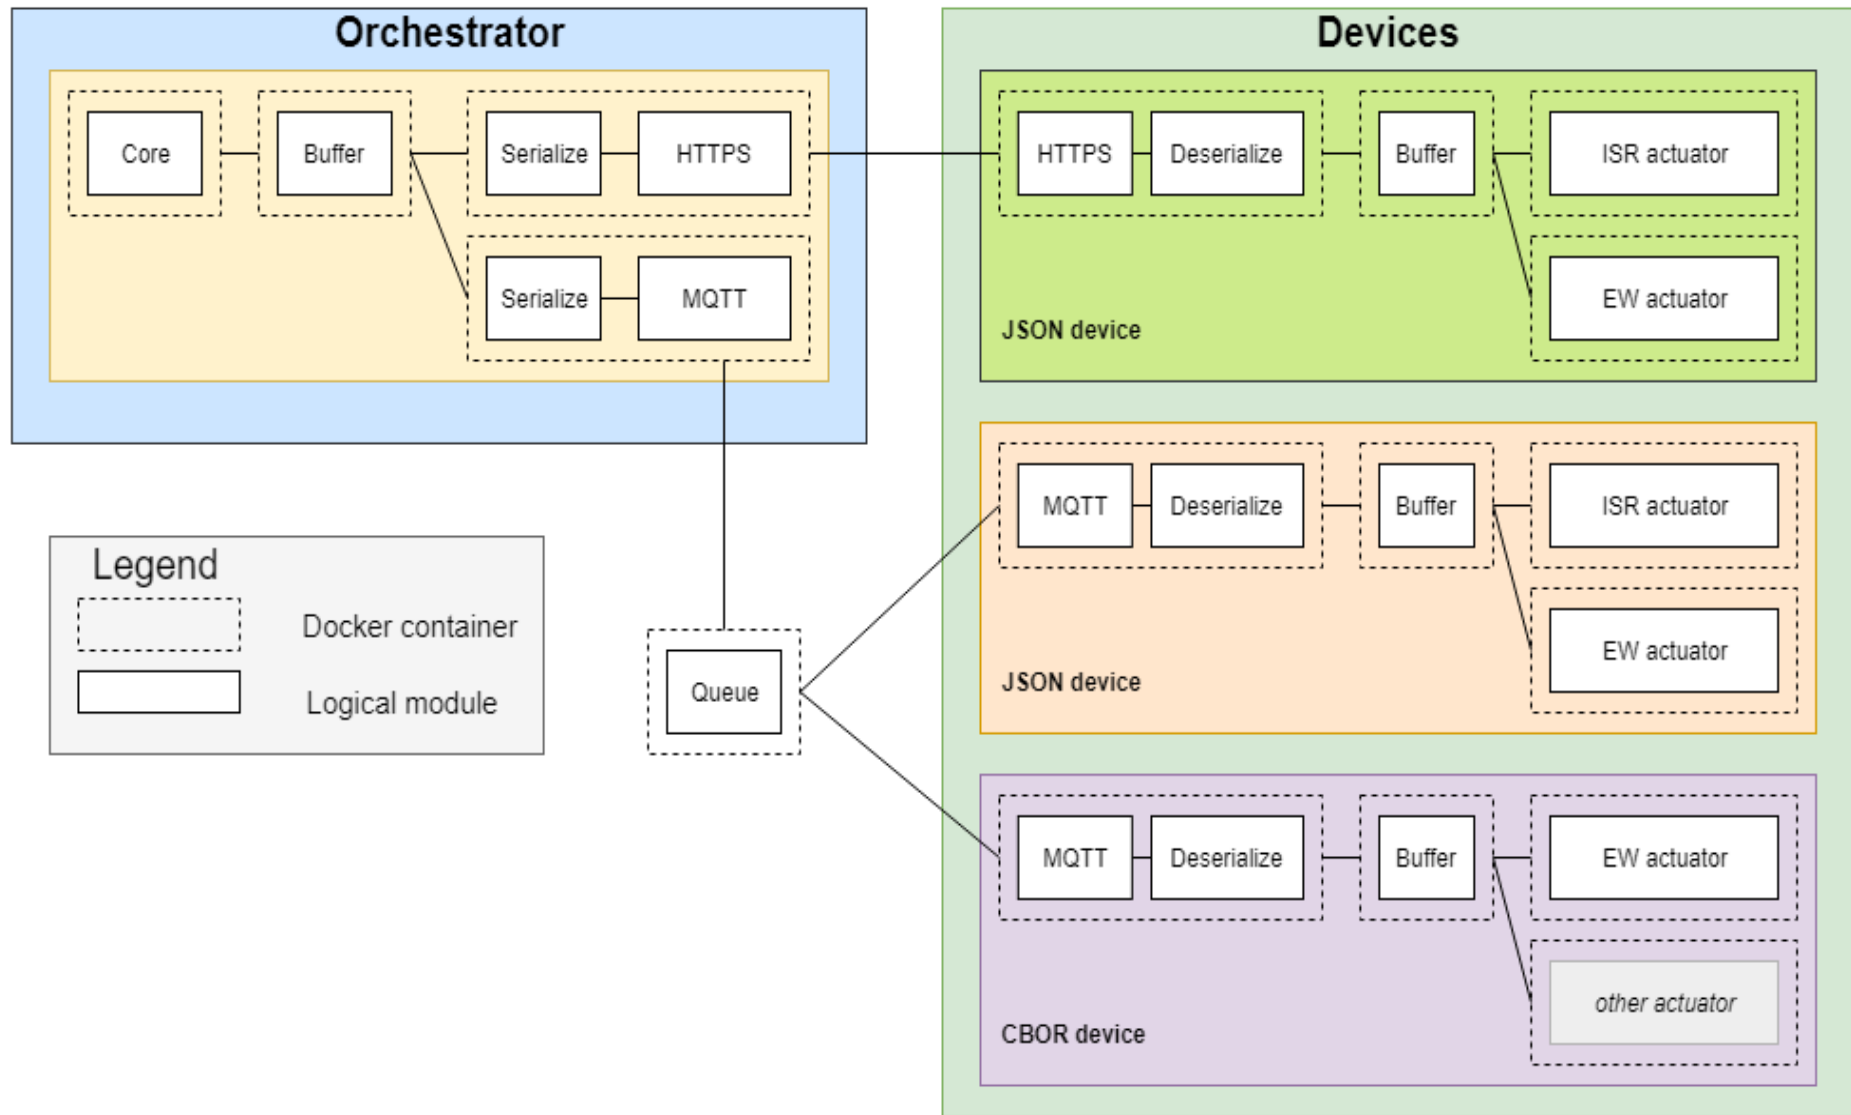 Orchestrator
Core
Buffer
Serialize
HTTPS
Serialize
MQTT
Devices
HTTPS
Deserialize
Buffer
ISR actuator
EW actuator
JSON device
MQTT
Deserialize
Buffer
ISR actuator
EW actuator
JSON device
MQTT
Deserialize
Buffer
EW actuator
other actuator
CBOR device
Queue
Legend
Docker container
Logical module